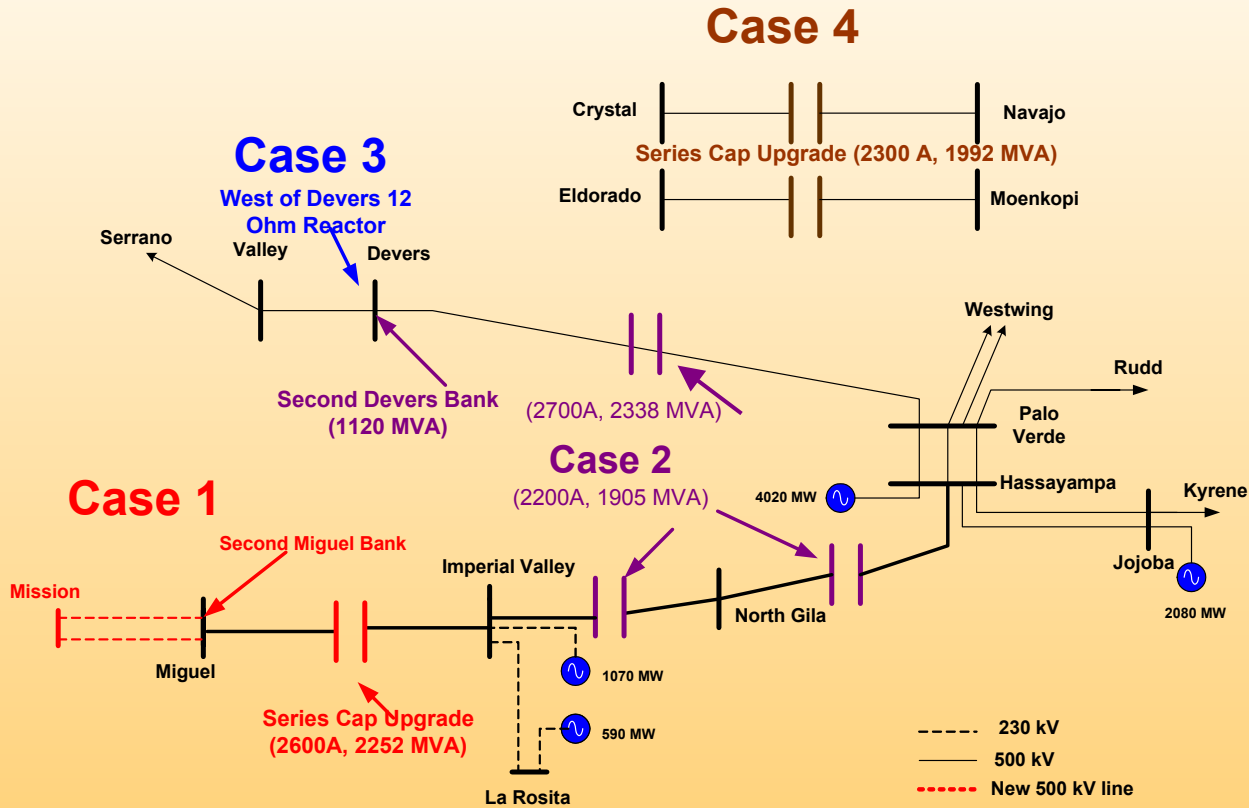 Case 4
Crystal
Navajo
Series Cap Upgrade (2300 A, 1992 MVA)
Eldorado
Moenkopi
Case 3
West of Devers 12
Ohm Reactor
Serrano
Valley
Devers
Second Devers Bank
(1120 MVA)
(2700A, 2338 MVA)
Westwing
Rudd
Palo
Verde
Hassayampa
4020 MW
Kyrene
Jojoba
2080 MW
Case 2
(2200A, 1905 MVA)
Case 1
Second Miguel Bank
Mission
Miguel
Imperial Valley
North Gila
1070 MW
Series Cap Upgrade
(2600A, 2252 MVA)
590 MW
La Rosita
230 kV
500 kV
New 500 kV line